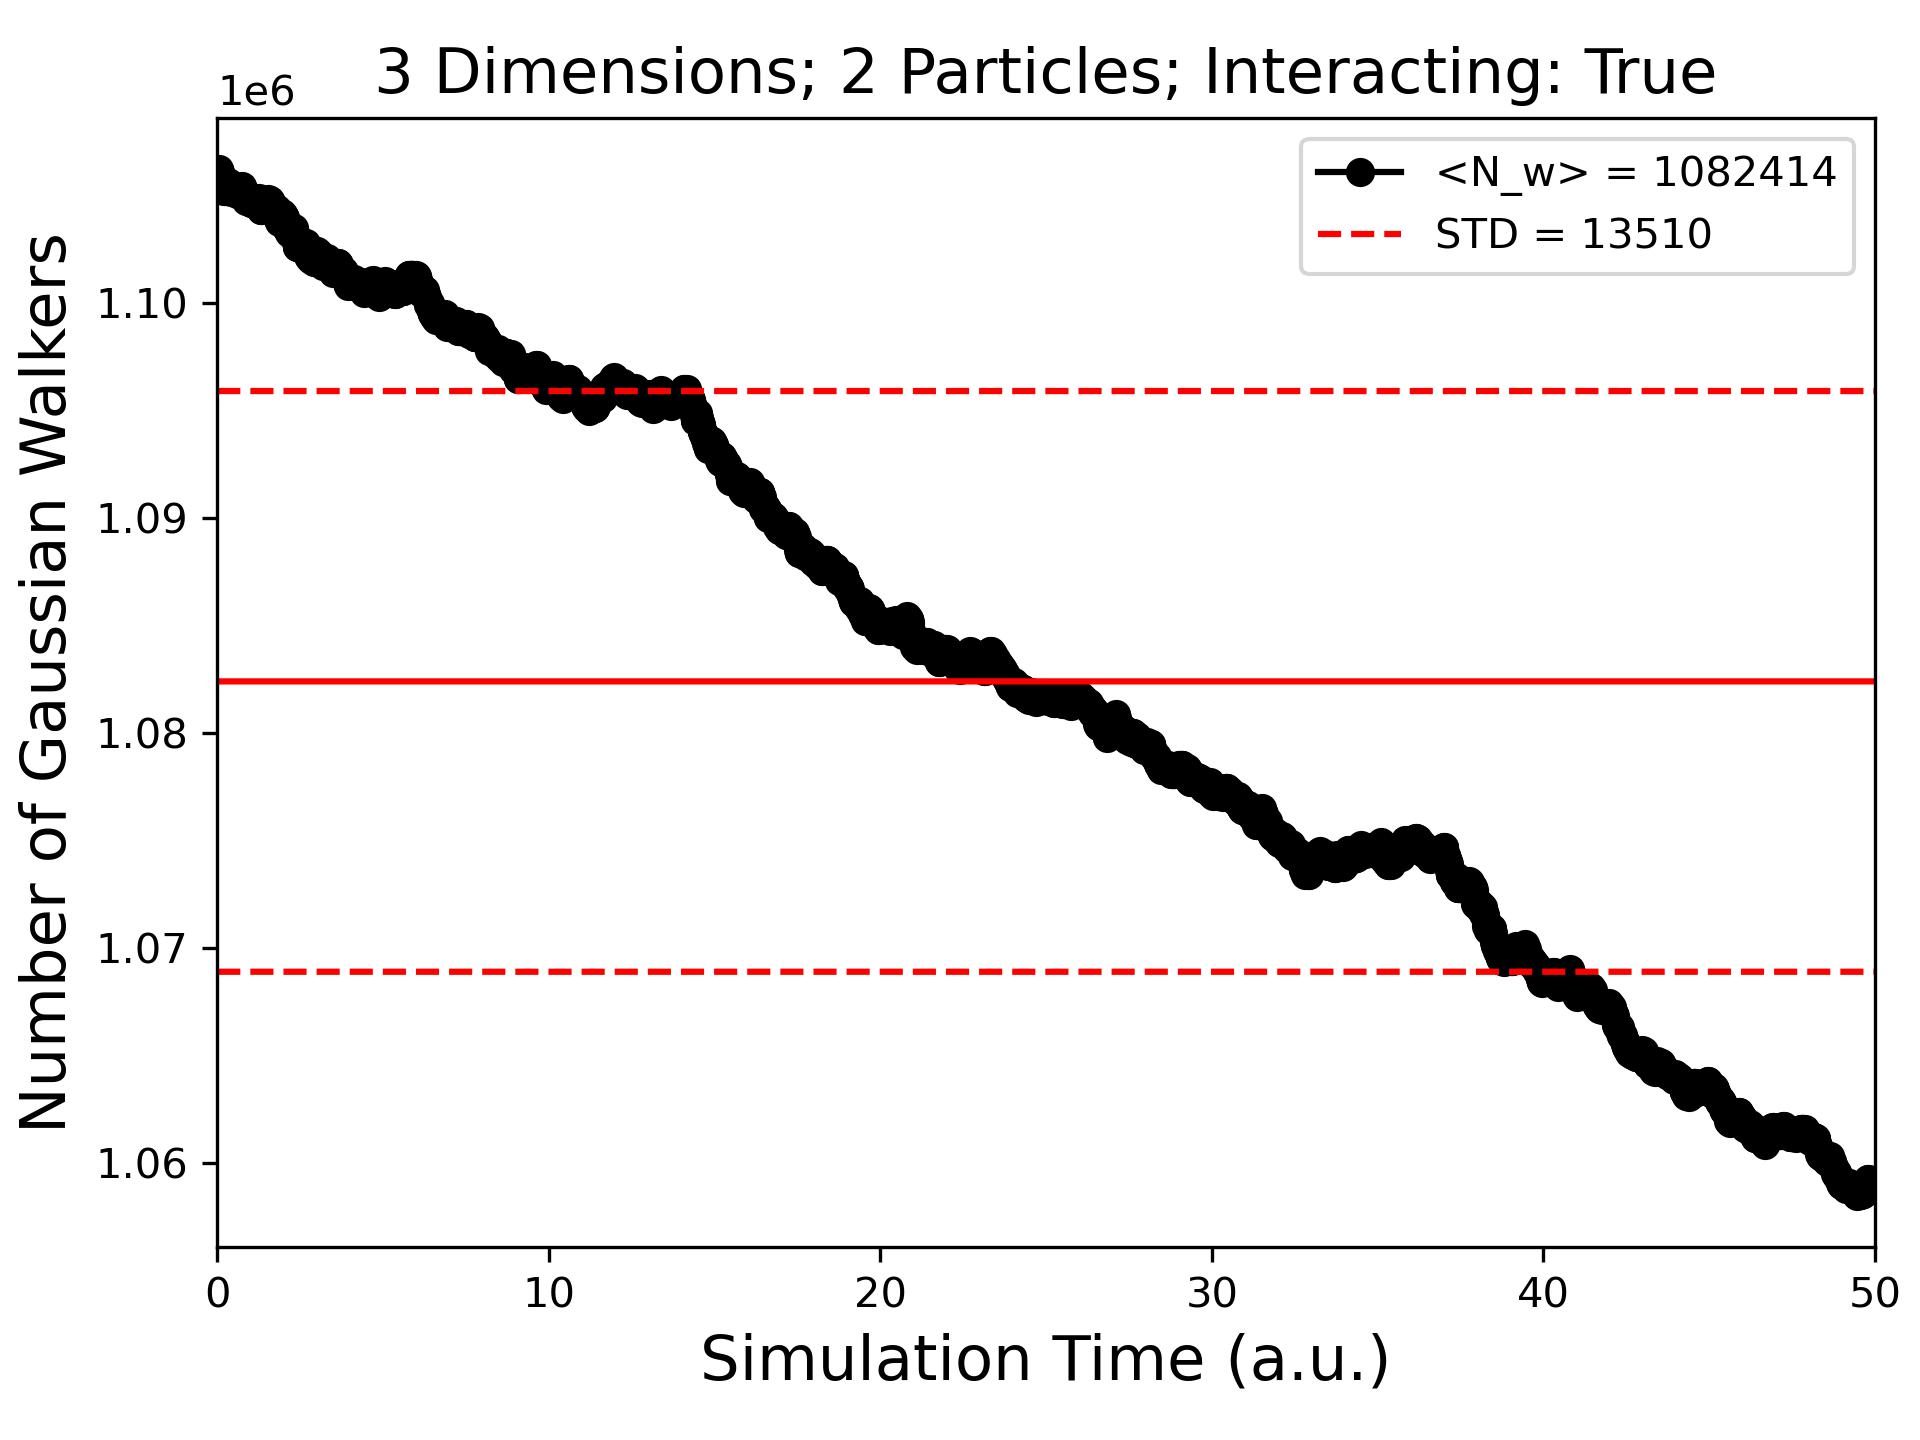 3 Dimensions; 2 Particles; Interacting: True
1e6
<N_w> = 1082414
STD = 13510
Number of Gaussian Walkers
1.10
1.09
1.08
1.07
1.06
0 10 20 30 40 50
Simulation Time (a.u.)